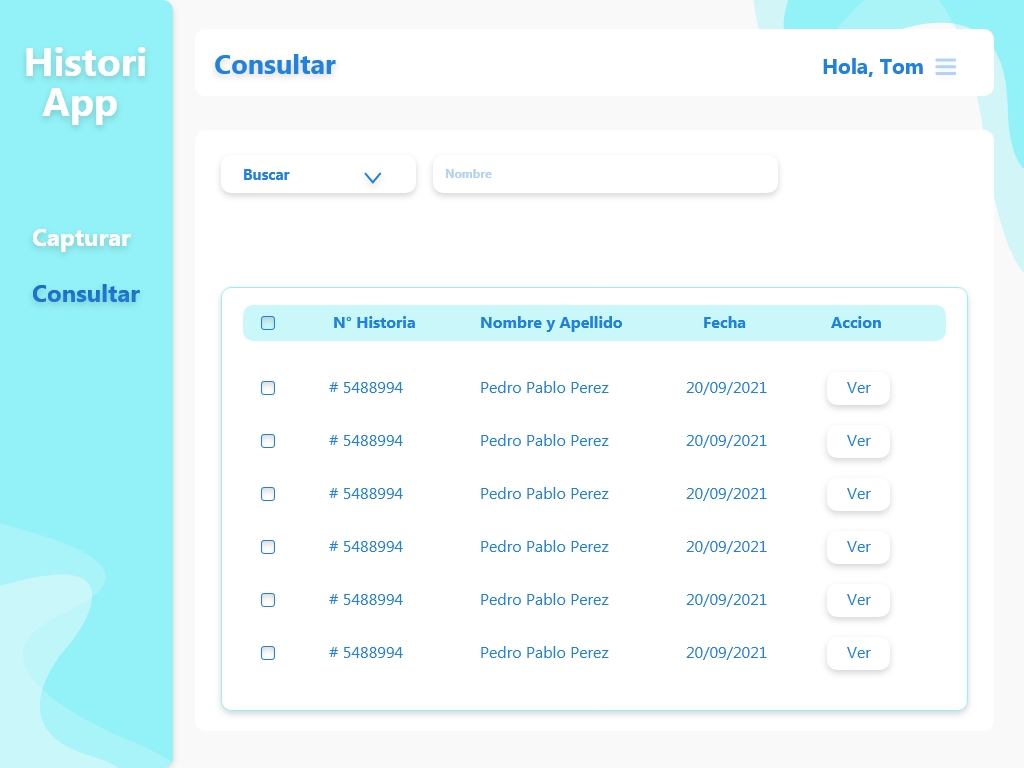 Histori
App
Capturar
Consultar
Consultar
Hola, Tom
Buscar
Nombre
N° Historia Nombre y Apellido Fecha Accion
# 5488994 Pedro Pablo Perez 20/09/2021 Ver
# 5488994 Pedro Pablo Perez 20/09/2021 Ver
# 5488994 Pedro Pablo Perez 20/09/2021 Ver
# 5488994 Pedro Pablo Perez 20/09/2021 Ver
# 5488994 Pedro Pablo Perez 20/09/2021 Ver
# 5488994 Pedro Pablo Perez 20/09/2021 Ver